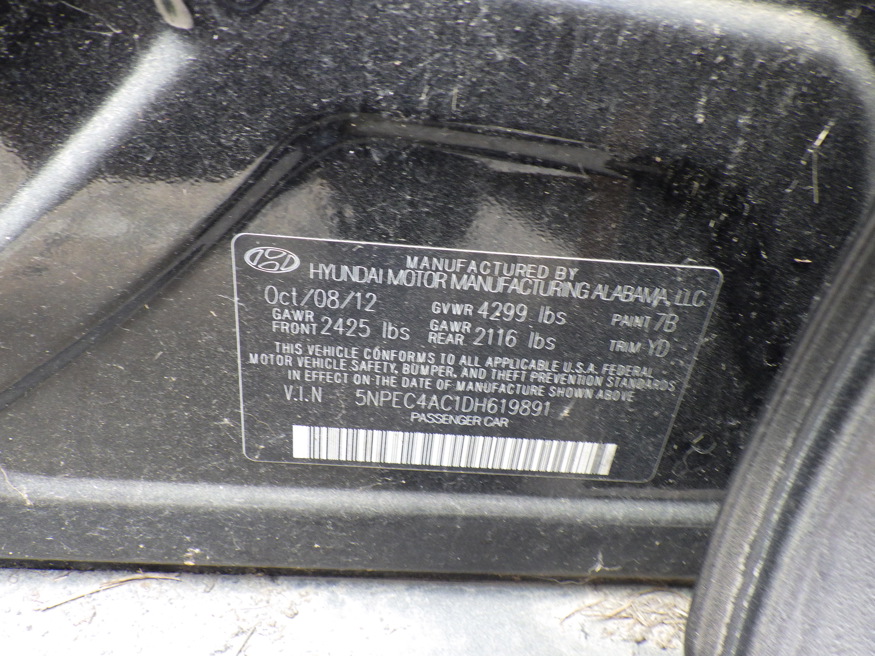 MANUFACTURED BY
HYUNDAI MOTOR MANUFACTURING ALABAMA, LLC
Oct/08/12 GVWR 4299 lbs PAINT 7B
GAWR FRONT 2425 lbs GAWR REAR 2116 lbs TRIM YD
THIS VEHICLE CONFORMS TO ALL APPLICABLE U.S.A. FEDERAL
MOTOR VEHICLE SAFETY, BUMPER, AND THEFT PREVENTION STANDARDS
IN EFFECT ON THE DATE OF MANUFACTURE SHOWN ABOVE
V.I.N 5NPEC4AC1DH619891
PASSENGER CAR